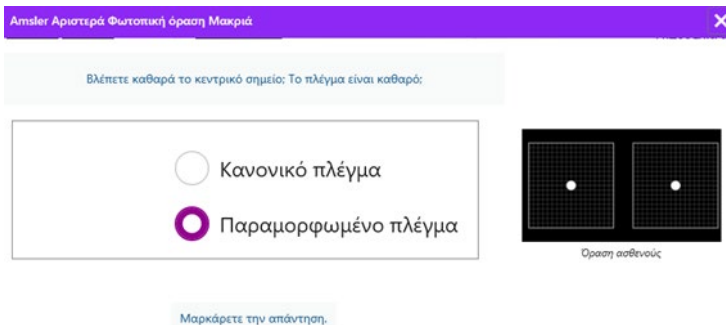 Amsler Αριστερά Φωτοπική όραση Μακριά
Βλέπετε καθαρά το κεντρικό σημείο; Το πλέγμα είναι καθαρό;
Κανονικό πλέγμα
Παραμορφωμένο πλέγμα
Όραση ασθενούς
Μαρκάρετε την απάντηση.